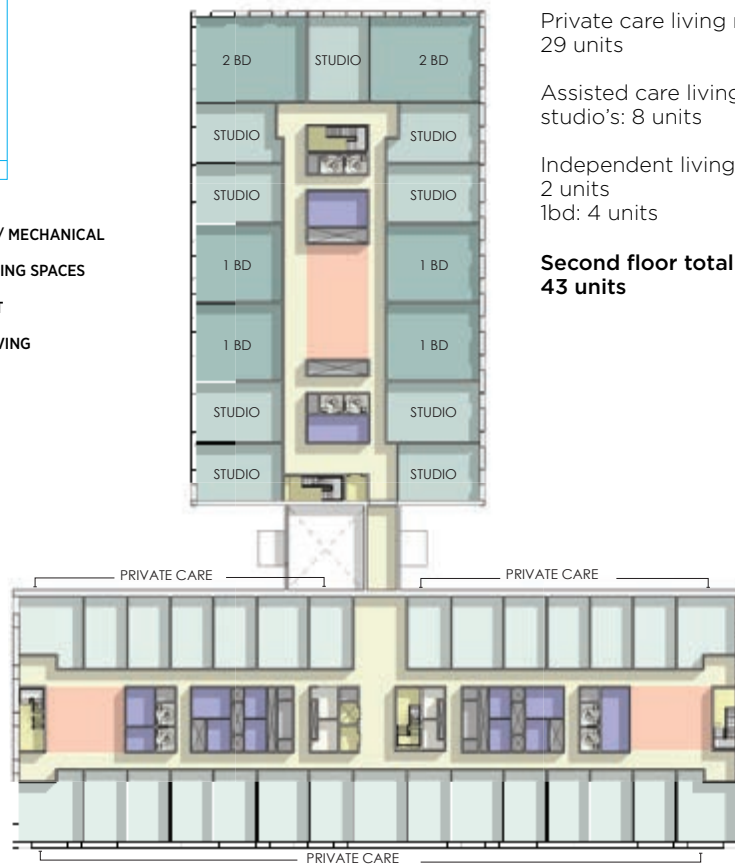 Private care living
29 units
Assisted care living
studio's: 8 units
Independent living
2 units
1bd: 4 units
Second floor total
43 units
/ MECHANICAL
ING SPACES
T
VING
2 BD
STUDIO
2 BD
STUDIO
STUDIO
STUDIO
STUDIO
1 BD
1 BD
1 BD
1 BD
STUDIO
STUDIO
STUDIO
STUDIO
PRIVATE CARE
PRIVATE CARE
PRIVATE CARE